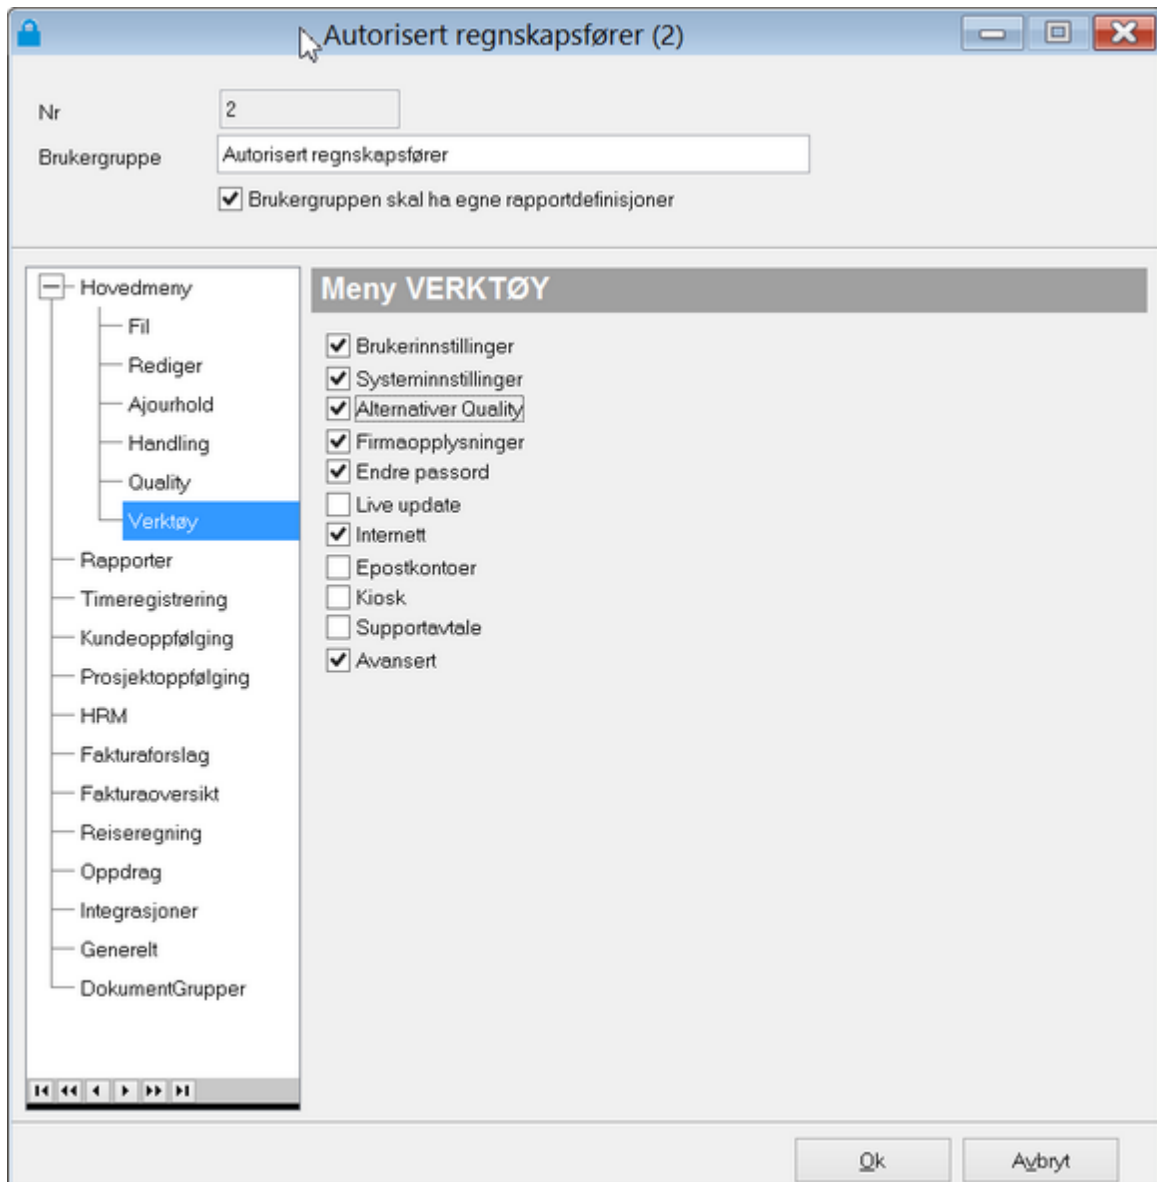 Autorisert regnskapsfører (2)
Nr 2
Brukergruppe Autorisert regnskapsfører
Brukergruppen skal ha egne rapportdefinisjoner
Hovedmeny
Fil
Rediger
Ajourhold
Handling
Quality
Verktøy
Rapporter
Timeregistrering
Kundeoppfølging
Prosjektoppfølging
HRM
Fakturaforslag
Fakturaoversikt
Reiseregning
Oppdrag
Integrasjoner
Generelt
DokumentGrupper
Meny VERKTØY
Brukerinnstillinger
Systeminnstillinger
Alternativer Quality
Firmaopplysninger
Endre passord
Live update
Internett
Epostkontoer
Kiosk
Supportavtale
Avansert
Ok
Avbryt